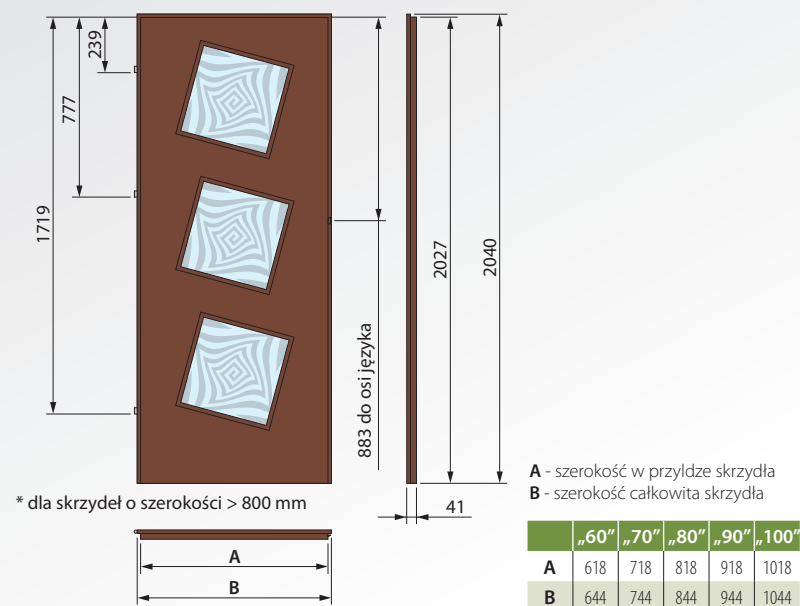 239
777
1719
883 do osi języka
2027
2040
41
* dla skrzydeł o szerokości > 800 mm
A
B
A - szerokość w przyldze skrzydła
B - szerokość całkowita skrzydła
„60” „70” „80” „90” „100”
A 618 718 818 918 1018
B 644 744 844 944 1044